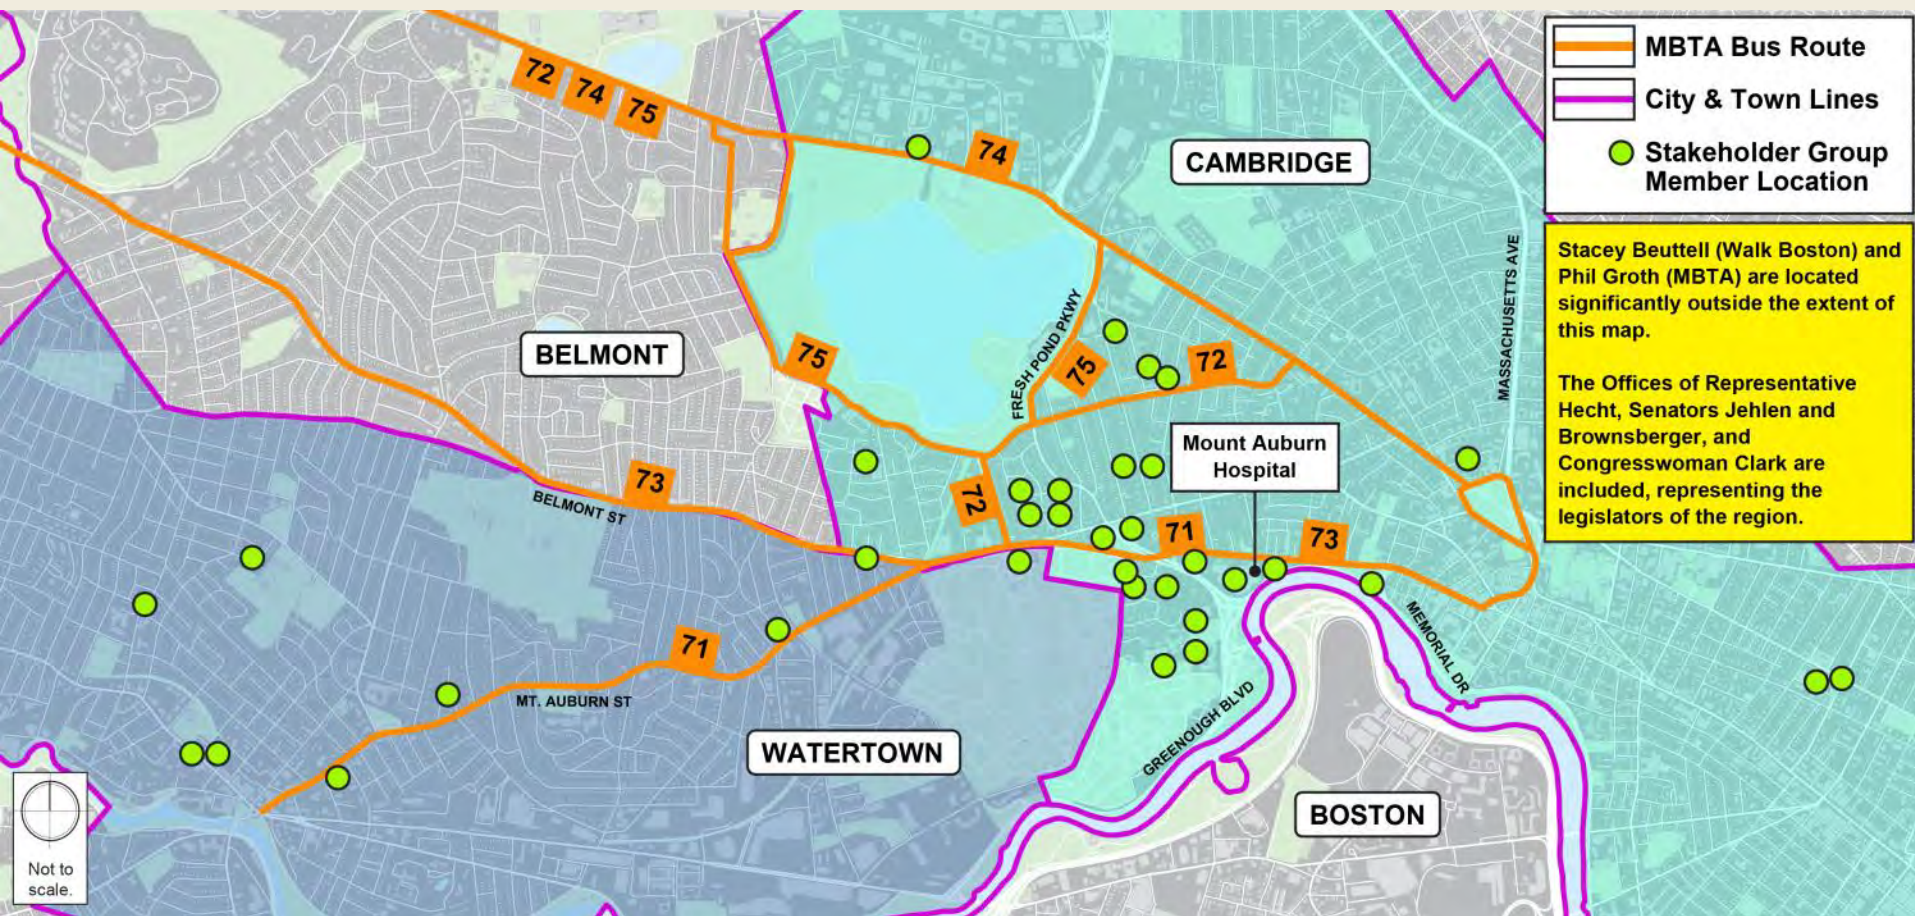 MBTA Bus Route
City & Town Lines
Stakeholder Group
Member Location
Stacey Beuttell (Walk Boston) and
Phil Groth (MBTA) are located
significantly outside the extent of
this map.
The Offices of Representative
Hecht, Senators Jehlen and
Brownsberger, and
Congresswoman Clark are
included, representing the
legislators of the region.
72
74
75
74
CAMBRIDGE
MASSACHUSETTS AVE
BELMONT
75
FRESH POND PKWY
75
72
Mount Auburn
Hospital
73
BELMONT ST
72
71
73
71
MT. AUBURN ST
MEMORIAL DR
GREENOUGH BLVD
WATERTOWN
BOSTON
Not to
scale.